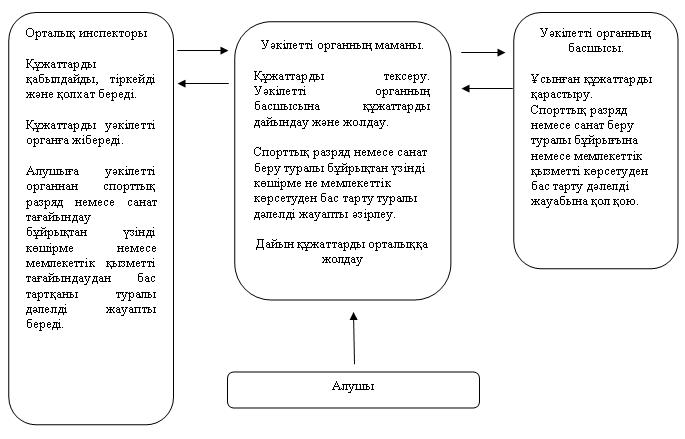 Орталық инспекторы
Құжаттарды
қабылдайды, тіркейді
және қолхат береді.
Құжаттарды уәкілетті
органға жібереді.
Алушыға уәкілетті
органнан спорттық
разряд немесе санат
тағайындау
бұйрықтан үзінді
көшірме немесе
мемлекеттік қызметті
тағайындаудан бас
тартқаны туралы
дәлелді жауапты
береді.
Уәкілетті органның маманы.
Құжаттарды тексеру.
Уәкілетті органның
басшысына құжаттарды
дайындау және жолдау.
Спорттық разряд немесе санат
беру туралы бұйрықтан үзінді
көшірме не мемлекеттік
көрсетуден бас тарту туралы
дәлелді жауапты әзірлеу.
Дайын құжаттарды орталыққа
жолдау
Уәкілетті органның
басшысы.
Ұсынған құжаттарды
қарастыру.
Спорттық разряд
немесе санат беру
туралы бұйрығына
немесе мемлекеттік
қызметті көрсетуден
бас тарту дәлелді
жауабына қол қою.
Алушы